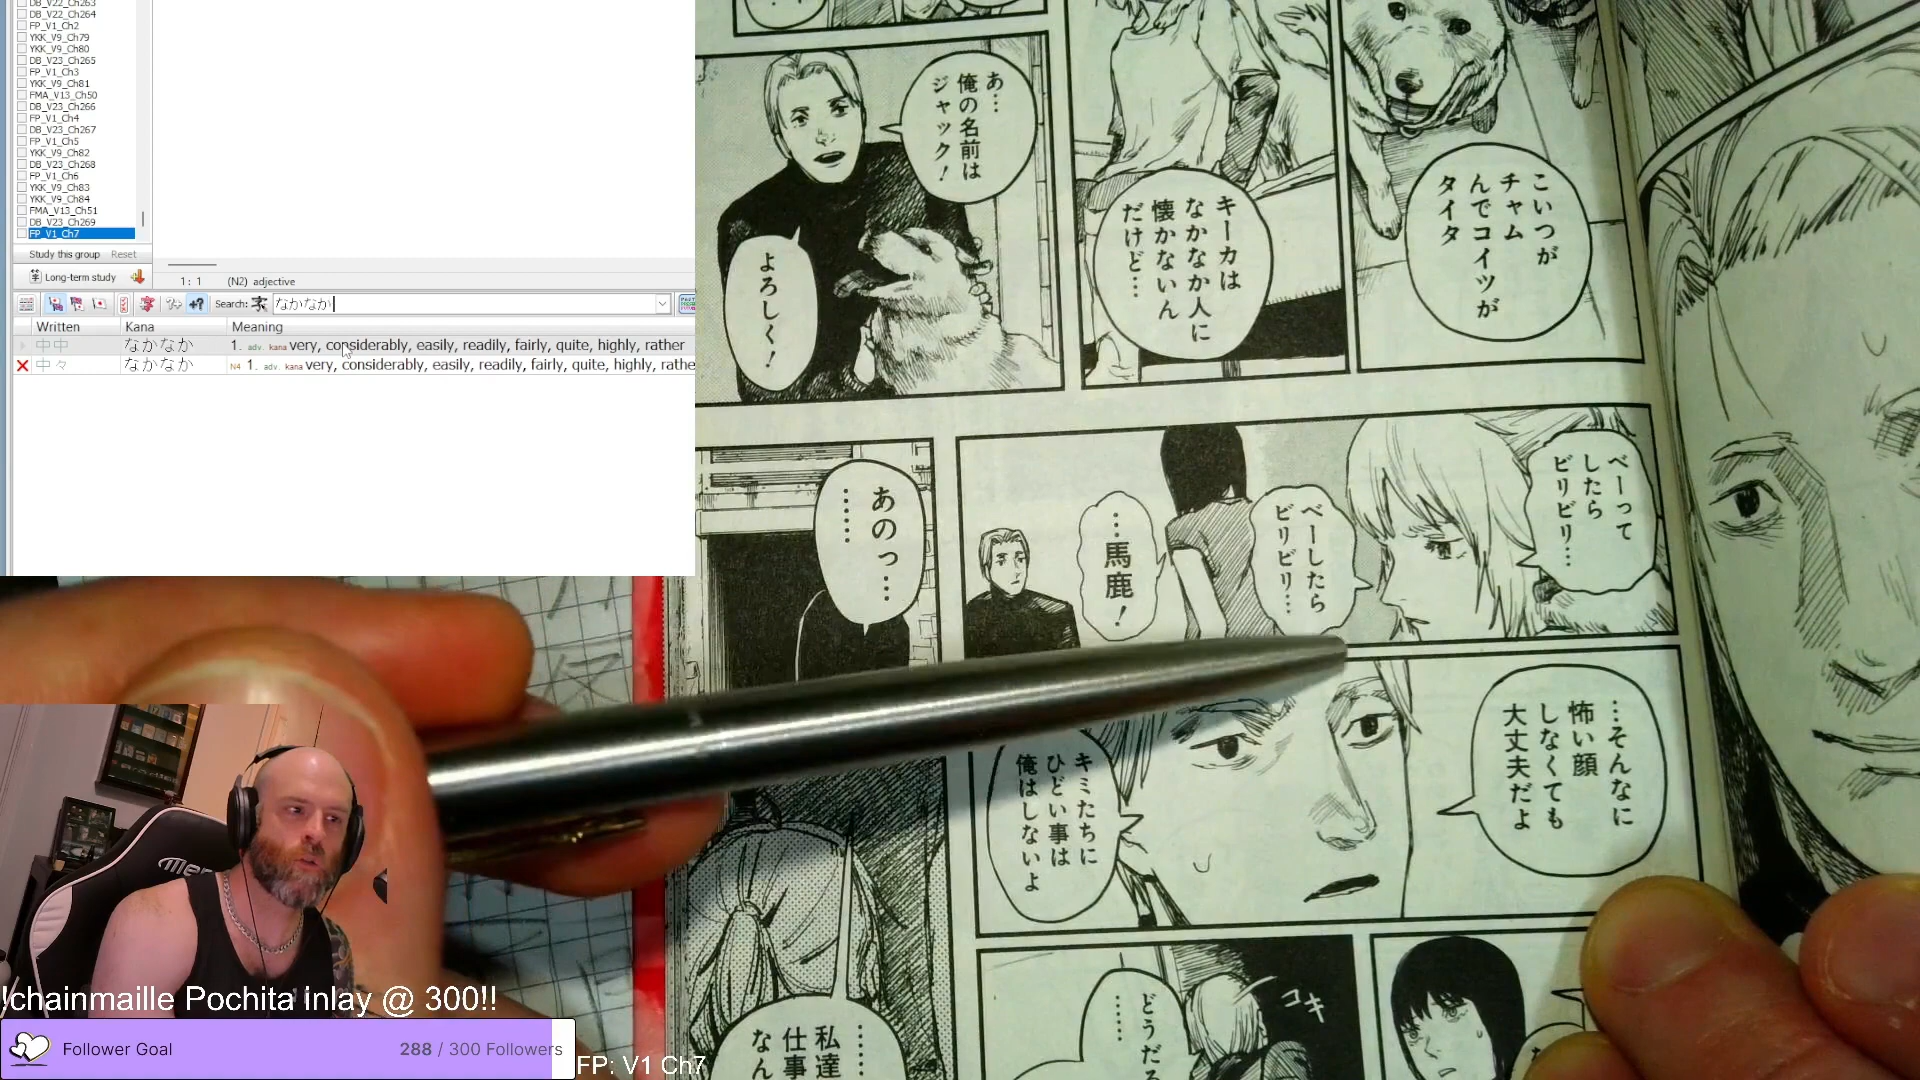 DB_V22_Ch263
DB_V22_Ch264
FP_V1_Ch2
YKK_V9_Ch79
YKK_V9_Ch80
DB_V23_Ch265
FP_V1_Ch3
YKK_V9_Ch81
FMA_V13_Ch50
DB_V23_Ch266
FP_V1_Ch4
DB_V23_Ch267
FP_V1_Ch5
YKK_V9_Ch82
DB_V23_Ch268
FP_V1_Ch6
YKK_V9_Ch83
YKK_V9_Ch84
FMA_V13_Ch51
DB_V23_Ch269
FP_V1_Ch7
Study this group Reset
Long-term study
1: 1 (N2) adjective
Search: なかなか
Written Kana Meaning
中中 なかなか 1. adv. kana very, considerably, easily, readily, fairly, quite, highly, rather
中々 なかなか N4 1. adv. kana very, considerably, easily, readily, fairly, quite, highly, rathe
こいつが
チャム
んでコイツが
タイタ
キーカは
なかなか人に
懐かないん
だけど…
あ…
俺の名前は
ジャック!
よろしく!
べーって
したら
ビリビリ…
べーしたら
ビリビリ…
…馬鹿!
あのっ…
……
…そんなに
怖い顔
しなくても
大丈夫だよ
キミたちに
ひどい事は
俺はしないよ
コキ
どうだ
……
……
私達
仕事
なん
!chainmaille Pochita inlay @ 300!!
Follower Goal 288 / 300 Followers
FP: V1 Ch7